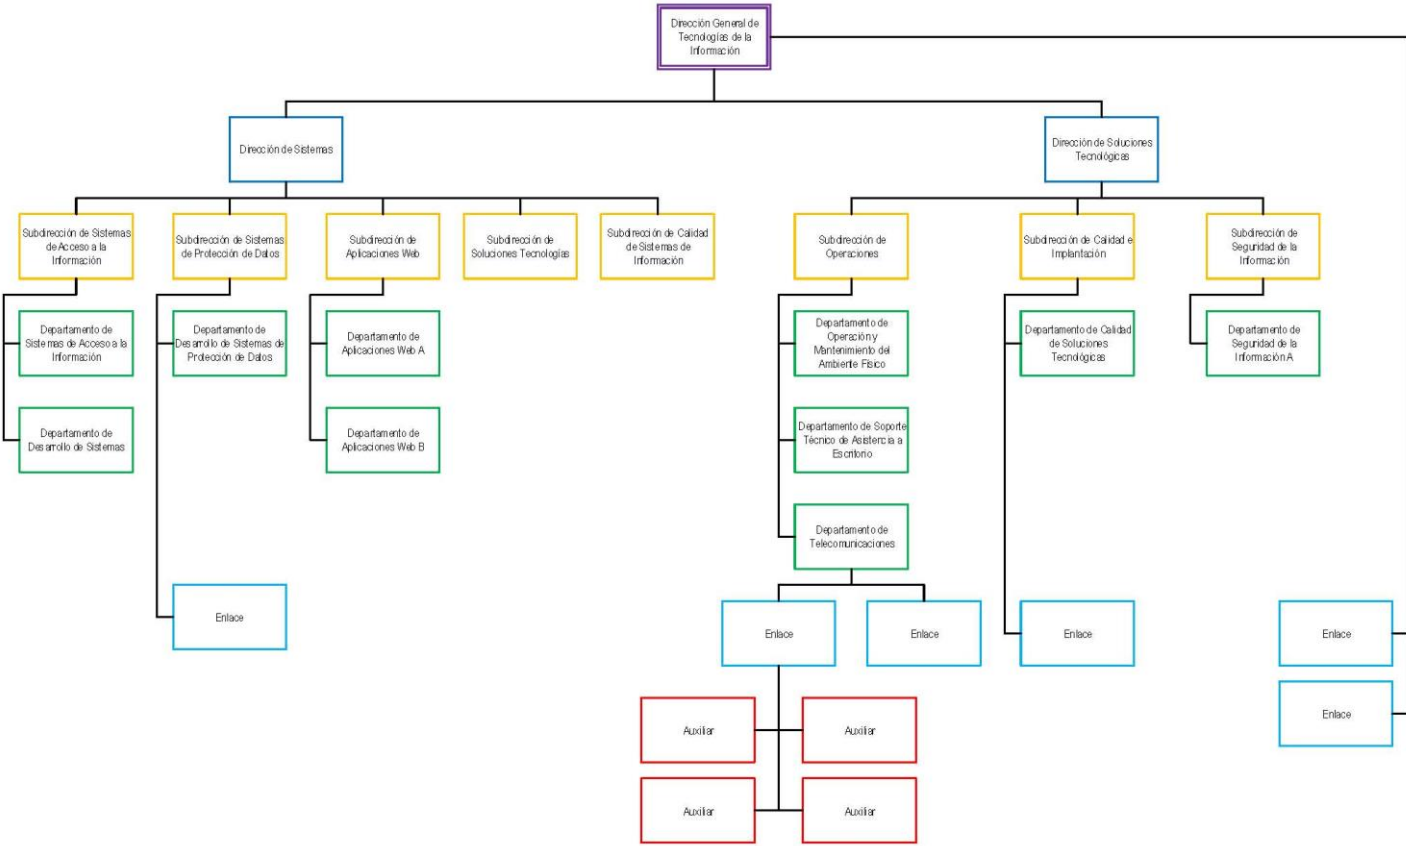 Dirección General de
Tecnologías de la
Información
Dirección de Sistemas
Dirección de Soluciones
Tecnológicas
Subdirección de Sistemas
de Acceso a la
Información
Subdirección de Sistemas
de Protección de Datos
Subdirección de
Aplicaciones Web
Subdirección de
Soluciones Tecnologías
Subdirección de Calidad
de Sistemas de
Información
Subdirección de
Operaciones
Subdirección de Calidad e
Implantación
Subdirección de
Seguridad de la
Información
Departamento de
Sistemas de Acceso a la
Información
Departamento de
Desarrollo de Sistemas de
Protección de Datos
Departamento de
Aplicaciones Web A
Departamento de
Operación y
Mantenimiento del
Ambiente Físico
Departamento de Calidad
de Soluciones
Tecnológicas
Departamento de
Seguridad de la
Información A
Departamento de
Desarrollo de Sistemas
Departamento de
Aplicaciones Web B
Departamento de Soporte
Técnico de Asistencia a
Escritorio
Departamento de
Telecomunicaciones
Enlace
Enlace
Enlace
Enlace
Enlace
Enlace
Auxiliar
Auxiliar
Auxiliar
Auxiliar